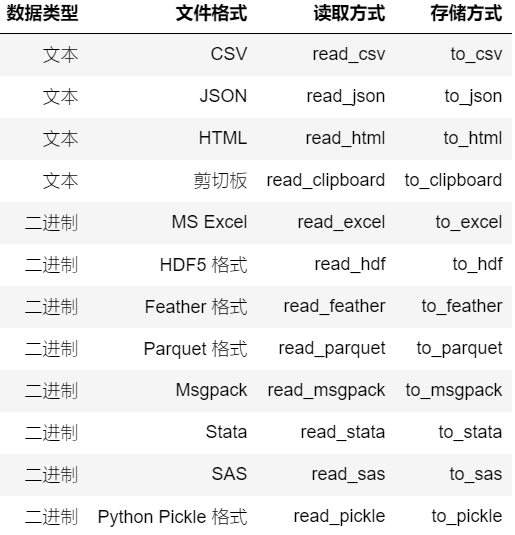 数据类型 文件格式 读取方式 存储方式
文本 CSV read_csv to_csv
文本 JSON read_json to_json
文本 HTML read_html to_html
文本 剪切板 read_clipboard to_clipboard
二进制 MS Excel read_excel to_excel
二进制 HDF5 格式 read_hdf to_hdf
二进制 Feather 格式 read_feather to_feather
二进制 Parquet 格式 read_parquet to_parquet
二进制 Msgpack read_msgpack to_msgpack
二进制 Stata read_stata to_stata
二进制 SAS read_sas to_sas
二进制 Python Pickle 格式 read_pickle to_pickle